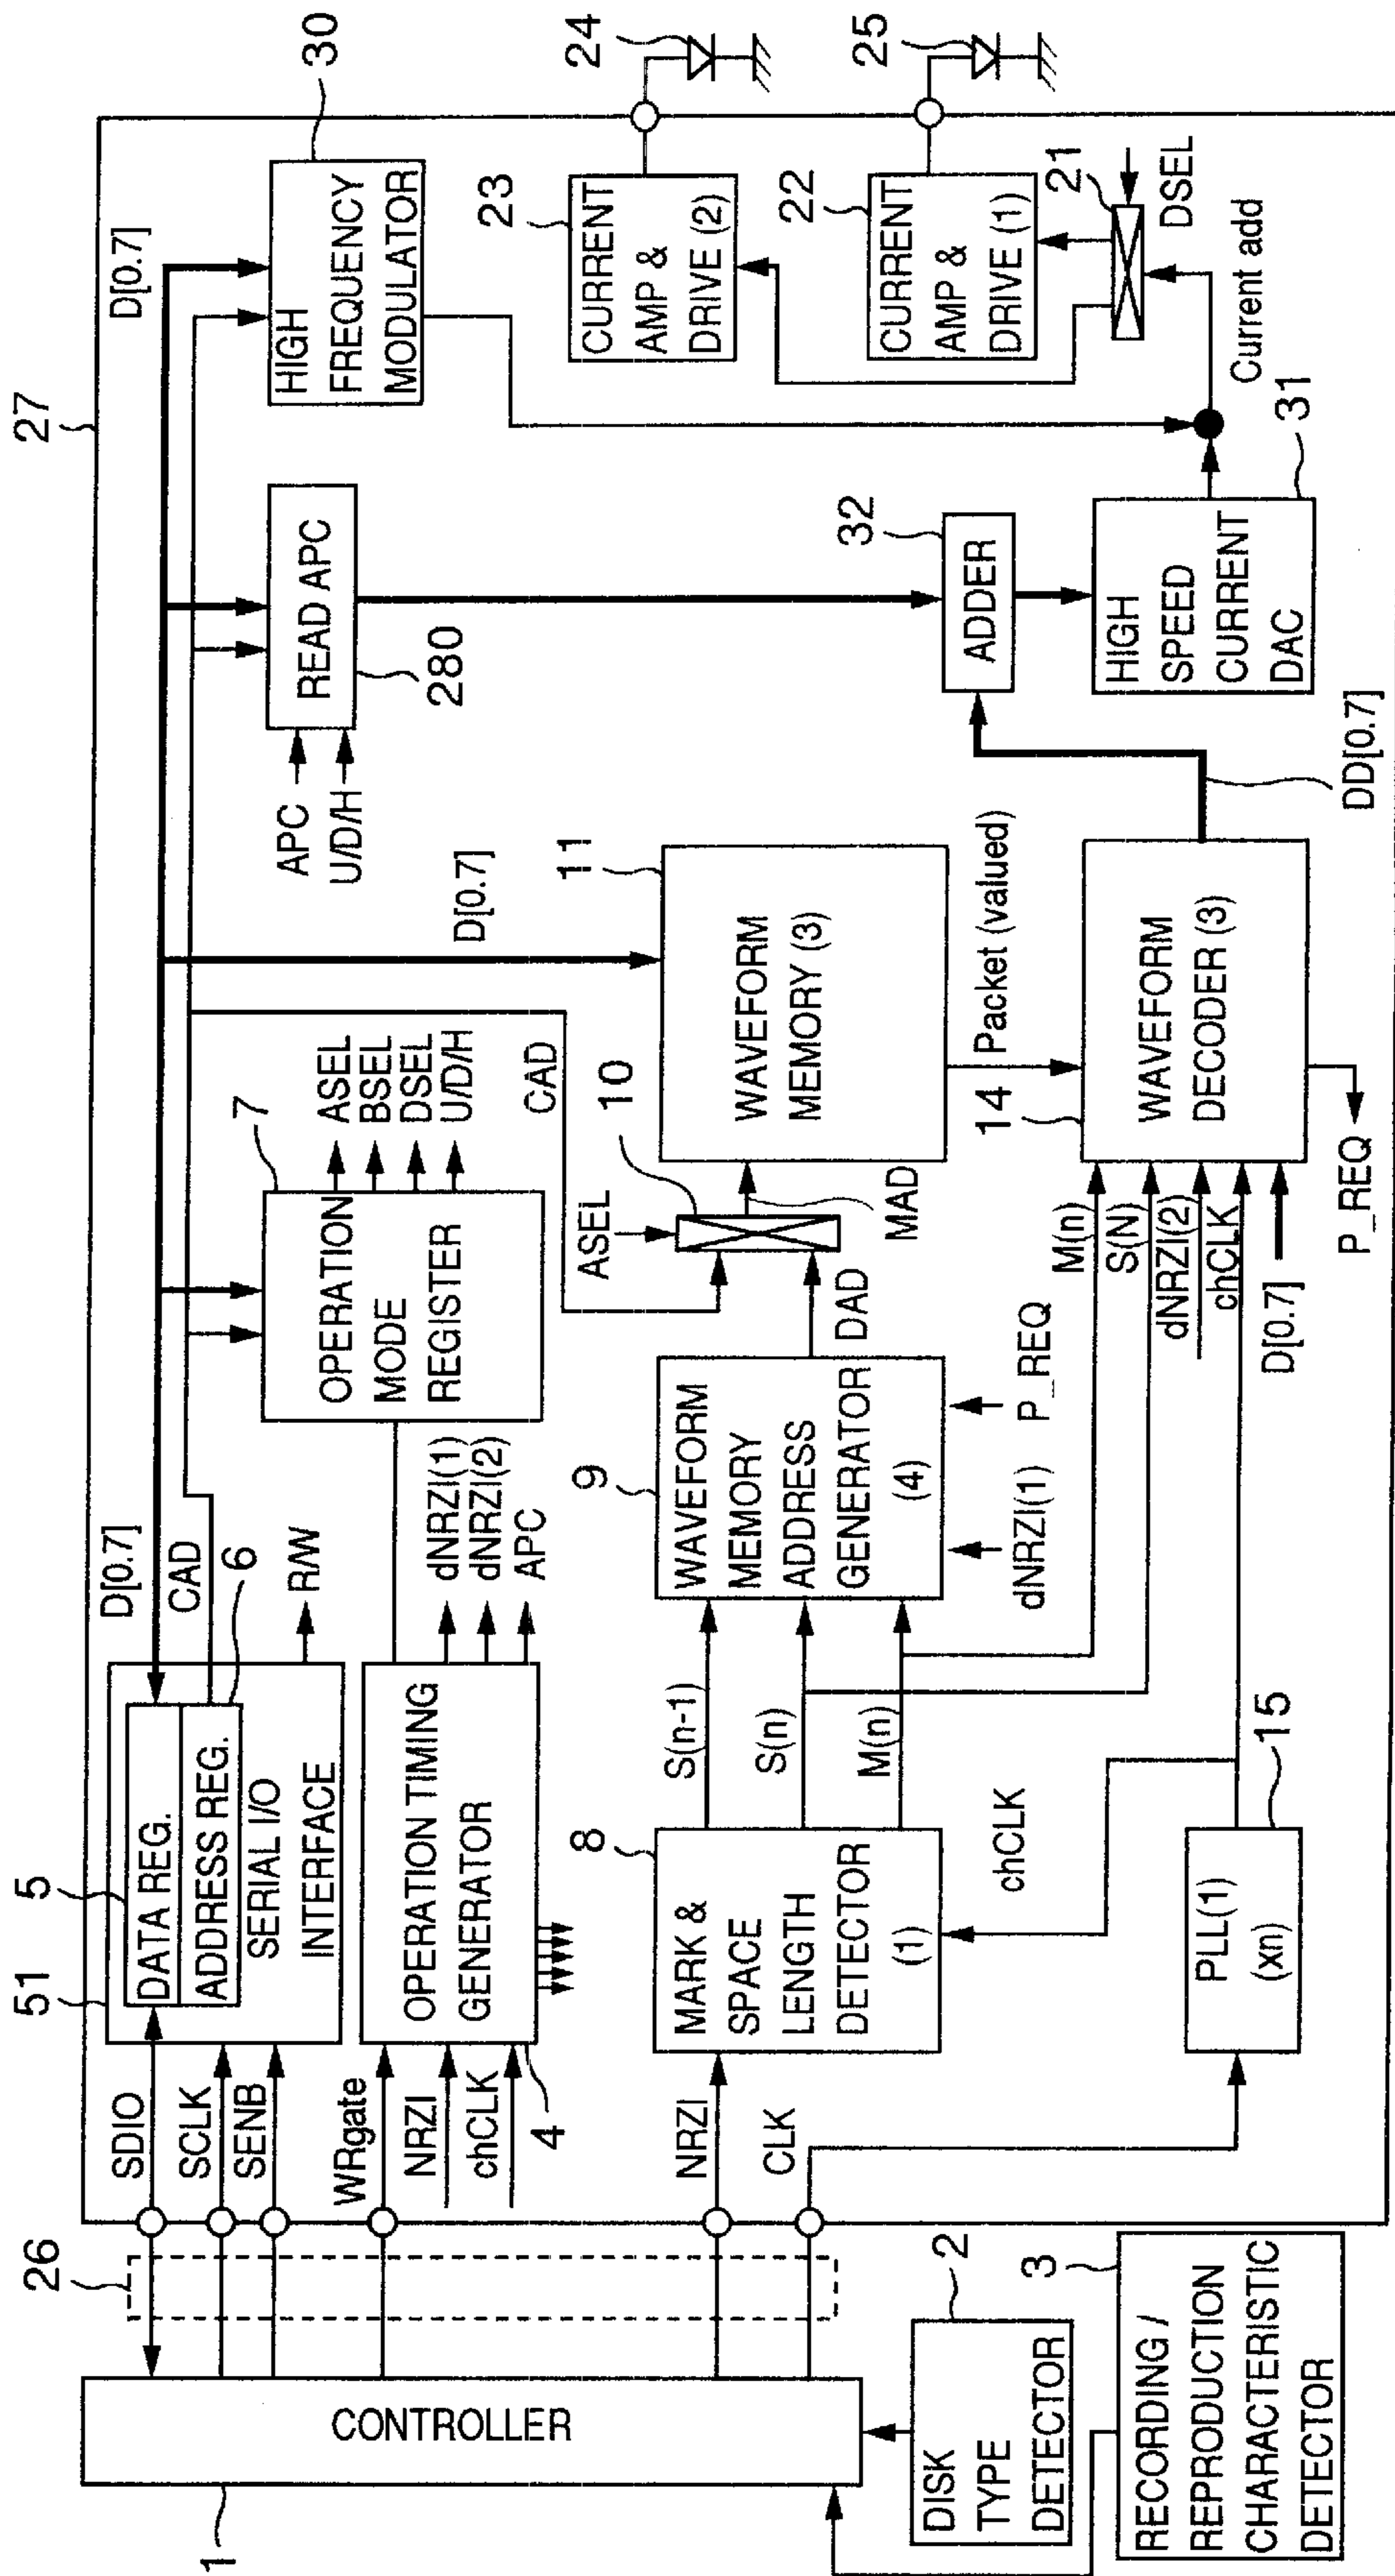 27
51
5
DATA REG.
ADDRESS REG.
SERIAL I/O
INTERFACE
6
D[0.7]
CAD
R/W
SDIO
SCLK
SENB
WRgate
NRZI
chCLK
4
OPERATION TIMING
GENERATOR
dNRZI(1)
dNRZI(2)
APC
7
OPERATION
MODE
REGISTER
ASEL
BSEL
DSEL
U/D/H
CAD
D[0.7]
APC
U/D/H
READ APC
280
D[0.7]
HIGH
FREQUENCY
MODULATOR
30
23
CURRENT
AMP &
DRIVE (2)
24
22
CURRENT
AMP &
DRIVE (1)
25
21
DSEL
Current add
26
1
CONTROLLER
NRZI
CLK
8
MARK &
SPACE
LENGTH
DETECTOR
(1)
S(n-1)
S(n)
M(n)
chCLK
9
WAVEFORM
MEMORY
ADDRESS
GENERATOR
(4)
dNRZI(1)
P_REQ
DAD
ASEL
10
MAD
11
WAVEFORM
MEMORY (3)
Packet (valued)
14
WAVEFORM
DECODER (3)
M(n)
S(N)
dNRZI(2)
chCLK
D[0.7]
P_REQ
DD[0.7]
32
ADDER
HIGH
SPEED
CURRENT
DAC
31
15
PLL(1)
(xn)
2
DISK
TYPE
DETECTOR
3
RECORDING /
REPRODUCTION
CHARACTERISTIC
DETECTOR